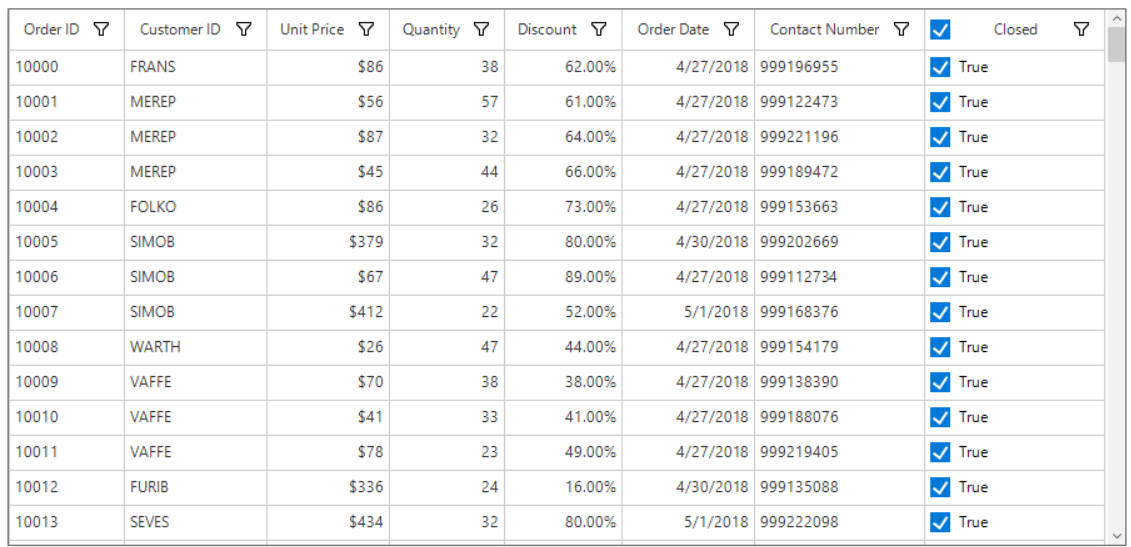 Order ID Customer ID Unit Price Quantity Discount Order Date Contact Number Closed
10000 FRANS $86 38 62.00% 4/27/2018 999196955 True
10001 MEREP $56 57 61.00% 4/27/2018 999122473 True
10002 MEREP $87 32 64.00% 4/27/2018 999221196 True
10003 MEREP $45 44 66.00% 4/27/2018 999189472 True
10004 FOLKO $86 26 73.00% 4/27/2018 999153663 True
10005 SIMOB $379 32 80.00% 4/30/2018 999202669 True
10006 SIMOB $67 47 89.00% 4/27/2018 999112734 True
10007 SIMOB $412 22 52.00% 5/1/2018 999168376 True
10008 WARTH $26 47 44.00% 4/27/2018 999154179 True
10009 VAFFE $70 38 38.00% 4/27/2018 999138390 True
10010 VAFFE $41 33 41.00% 4/27/2018 999188076 True
10011 VAFFE $78 23 49.00% 4/27/2018 999219405 True
10012 FURIB $336 24 16.00% 4/30/2018 999135088 True
10013 SEVES $434 32 80.00% 5/1/2018 999222098 True